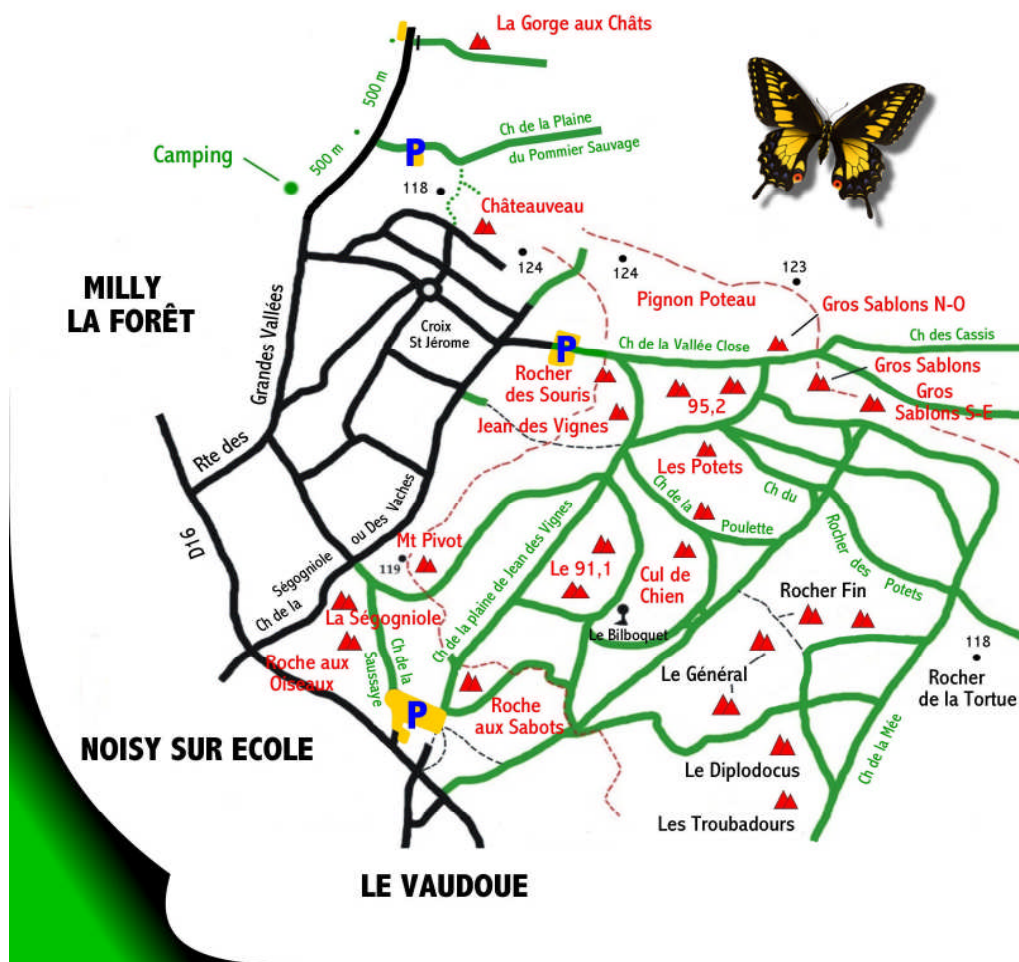 La Gorge aux Châts
500 m
Ch de la Plaine
du Pommier Sauvage
P
500 m
Camping
118
Châteauveau
124
124
123
MILLY
LA FORÊT
Pignon Poteau
Gros Sablons N-O
Grandes Vallées
Croix
St Jérome
P
Ch de la Vallée Close
Ch des Cassis
Rocher
des Souris
Gros Sablons
95,2
Gros
Sablons S-E
Jean des Vignes
Rte des
Les Potets
Ch de la
Poulette
Ch du
Rocher des Potets
D16
ou Des Vaches
Ségogniole
Ch de la
Mt Pivot
119
Ch de la plaine de Jean des Vignes
Le 91,1
Cul de
Chien
Rocher Fin
La Ségogniole
Le Bilboquet
Roche aux
Oiseaux
Ch de la
Saussaye
118
Le Général
Rocher
de la Tortue
P
Roche
aux Sabots
NOISY SUR ECOLE
Le Diplodocus
Ch de la Mée
Les Troubadours
LE VAUDOUE